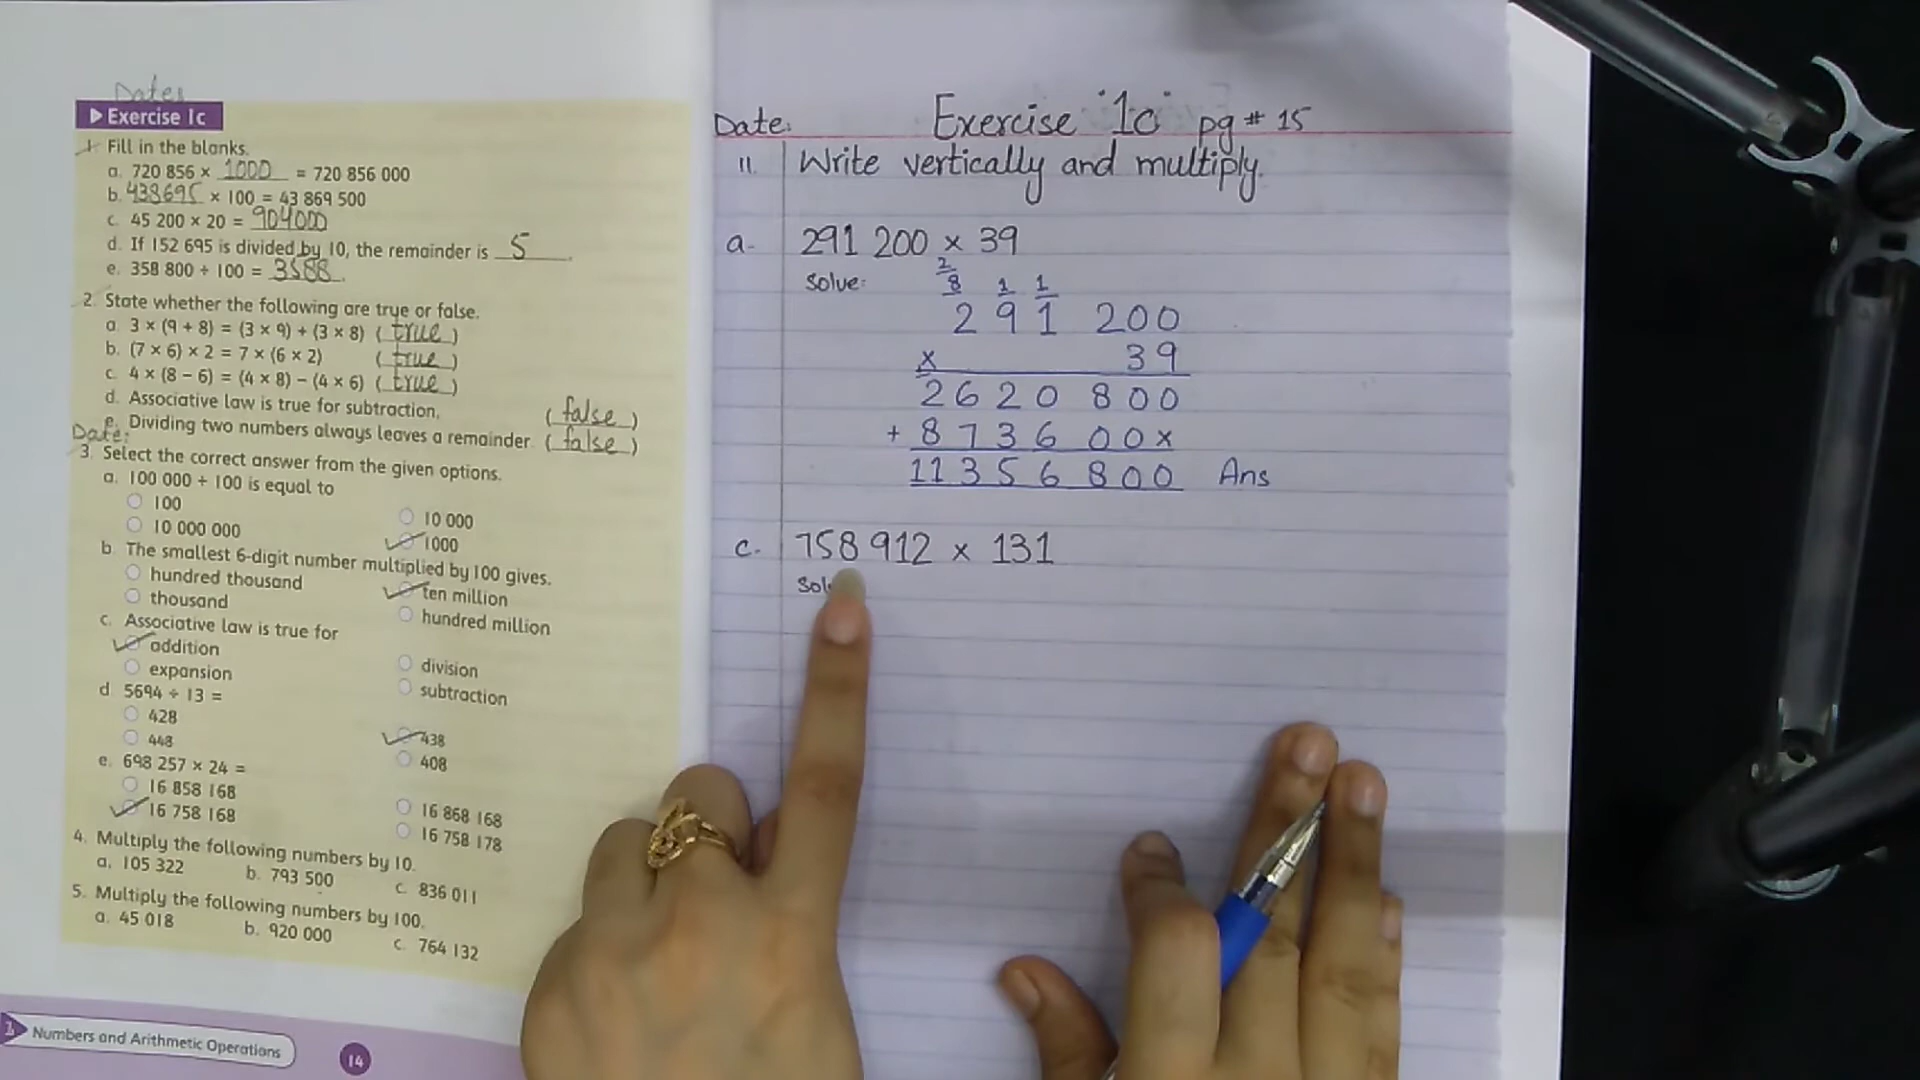 Dates
Exercise 1c
1. Fill in the blanks.
a. 720 856 × 1000 = 720 856 000
b. 438695 × 100 = 43 869 500
c. 45 200 × 20 = 904000
d. If 152 695 is divided by 10, the remainder is 5.
e. 358 800 ÷ 100 = 3588.
2. State whether the following are true or false.
a. 3 × (9 + 8) = (3 × 9) + (3 × 8) (true)
b. (7 × 6) × 2 = 7 × (6 × 2) (true)
c. 4 × (8 − 6) = (4 × 8) − (4 × 6) (true)
d. Associative law is true for subtraction. (false)
e. Dividing two numbers always leaves a remainder. (false)
Date:
3. Select the correct answer from the given options.
a. 100 000 ÷ 100 is equal to
100 10 000
10 000 000 1000
b. The smallest 6-digit number multiplied by 100 gives.
hundred thousand ten million
thousand hundred million
c. Associative law is true for
addition division
expansion subtraction
d. 5694 ÷ 13 =
428 438
448 408
e. 698 257 × 24 =
16 858 168 16 868 168
16 758 168 16 758 178
4. Multiply the following numbers by 10.
a. 105 322 b. 793 500 c. 836 011
5. Multiply the following numbers by 100.
a. 45 018 b. 920 000 c. 764 132
1 Numbers and Arithmetic Operations 14
Date: Exercise "1c" pg # 15
11. Write vertically and multiply.
a. 291 200 × 39
Solve:
2
8 1 1
291 200
× 39
2620 800
+ 8736 00×
11356 800 Ans
c. 758 912 × 131